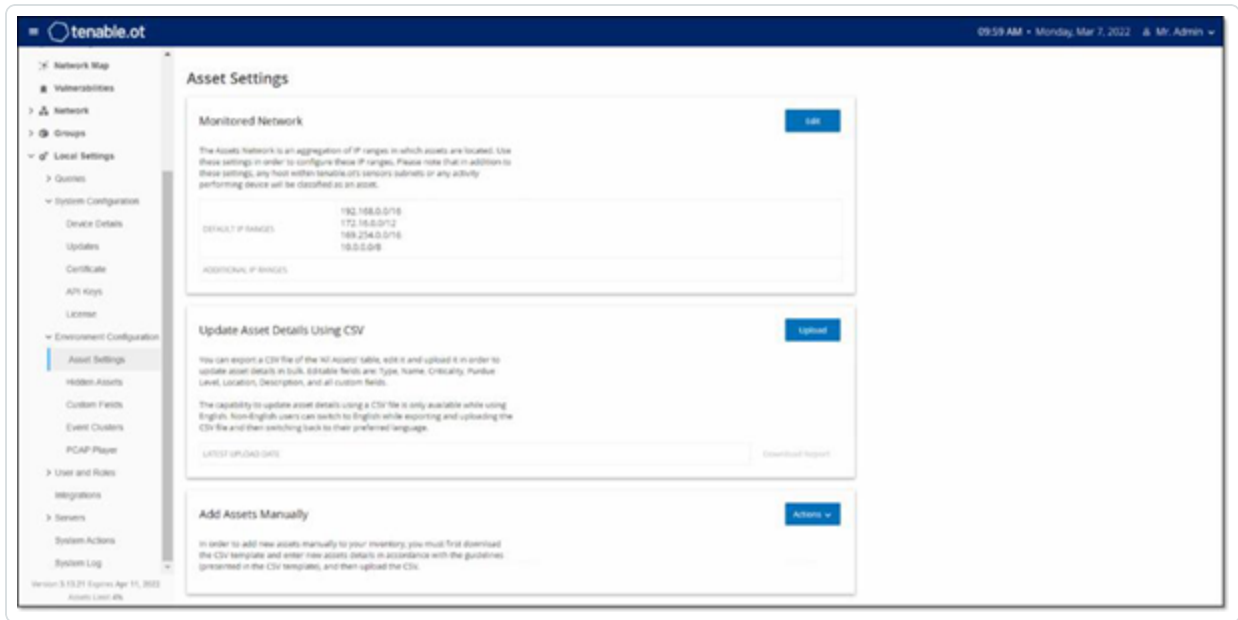 tenable.ot
09:59 AM • Monday, Mar 7, 2022 Mr. Admin
Network Map
Vulnerabilities
Network
Groups
Local Settings
Queries
System Configuration
Device Details
Updates
Certificate
API Keys
License
Environment Configuration
Asset Settings
Hidden Assets
Custom Fields
Event Clusters
PCAP Player
User and Roles
Integrations
Servers
System Actions
System Log
Version 3.13.21 Expires Apr 11, 2022
Assets Limit 4%
Asset Settings
Monitored Network
Edit
The Assets Network is an aggregation of IP ranges in which assets are located. Use
these settings in order to configure these IP ranges. Please note that in addition to
these settings, any host within tenable.ot's sensors subnets or any activity
performing device will be classified as an asset.
DEFAULT IP RANGES
192.168.0.0/16
172.16.0.0/12
169.254.0.0/16
10.0.0.0/8
ADDITIONAL IP RANGES
Update Asset Details Using CSV
Upload
You can export a CSV file of the 'All Assets' table, edit it and upload it in order to
update asset details in bulk. Editable fields are: Type, Name, Criticality, Purdue
Level, Location, Description, and all custom fields.
The capability to update asset details using a CSV file is only available while using
English. Non-English users can switch to English while exporting and uploading the
CSV file and then switching back to their preferred language.
LATEST UPLOAD DATE
Download Report
Add Assets Manually
Actions
In order to add new assets manually to your inventory, you must first download
the CSV template and enter new assets details in accordance with the guidelines
(presented in the CSV template), and then upload the CSV.